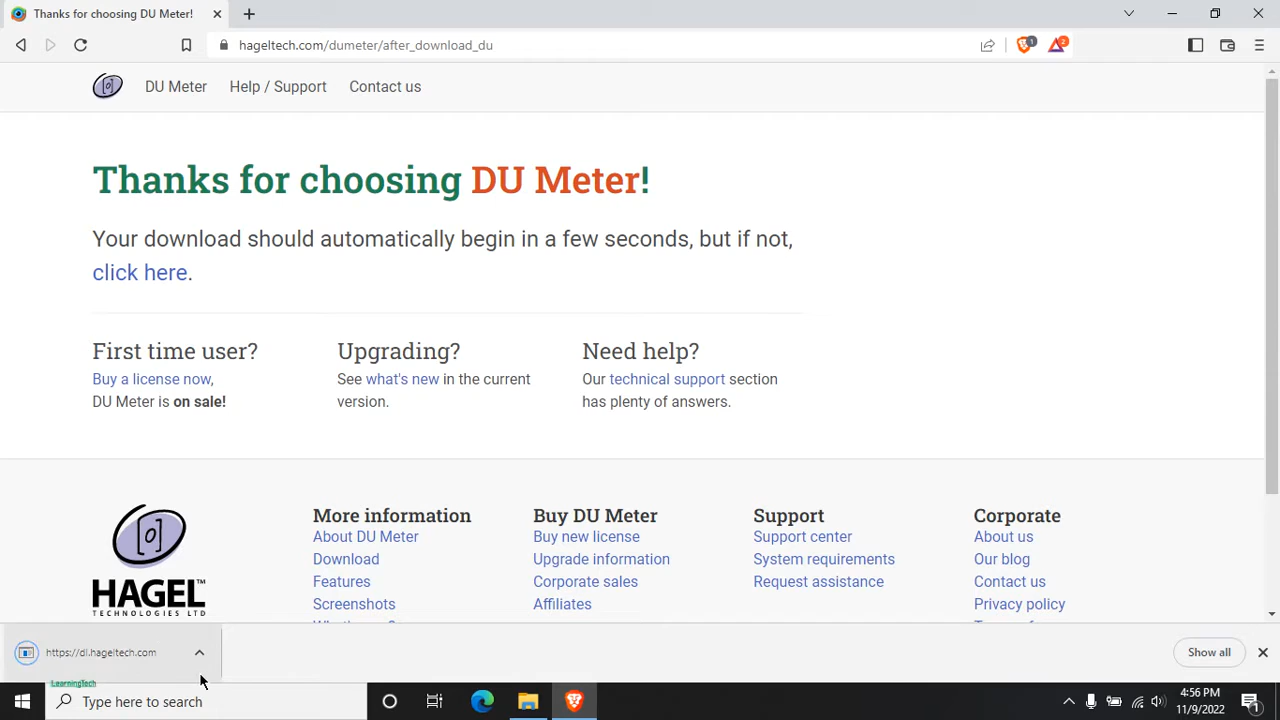 Thanks for choosing DU Meter!
hageltech.com/dumeter/after_download_du
1
2
DU Meter
Help / Support
Contact us
Thanks for choosing DU Meter!
Your download should automatically begin in a few seconds, but if not,
click here.
First time user?
Buy a license now,
DU Meter is on sale!
Upgrading?
See what's new in the current
version.
Need help?
Our technical support section
has plenty of answers.
HAGEL™
TECHNOLOGIES LTD
More information
About DU Meter
Download
Features
Screenshots
Buy DU Meter
Buy new license
Upgrade information
Corporate sales
Affiliates
Support
Support center
System requirements
Request assistance
Corporate
About us
Our blog
Contact us
Privacy policy
https://dl.hageltech.com
Show all
LearningTech
Type here to search
4:56 PM
11/9/2022
1